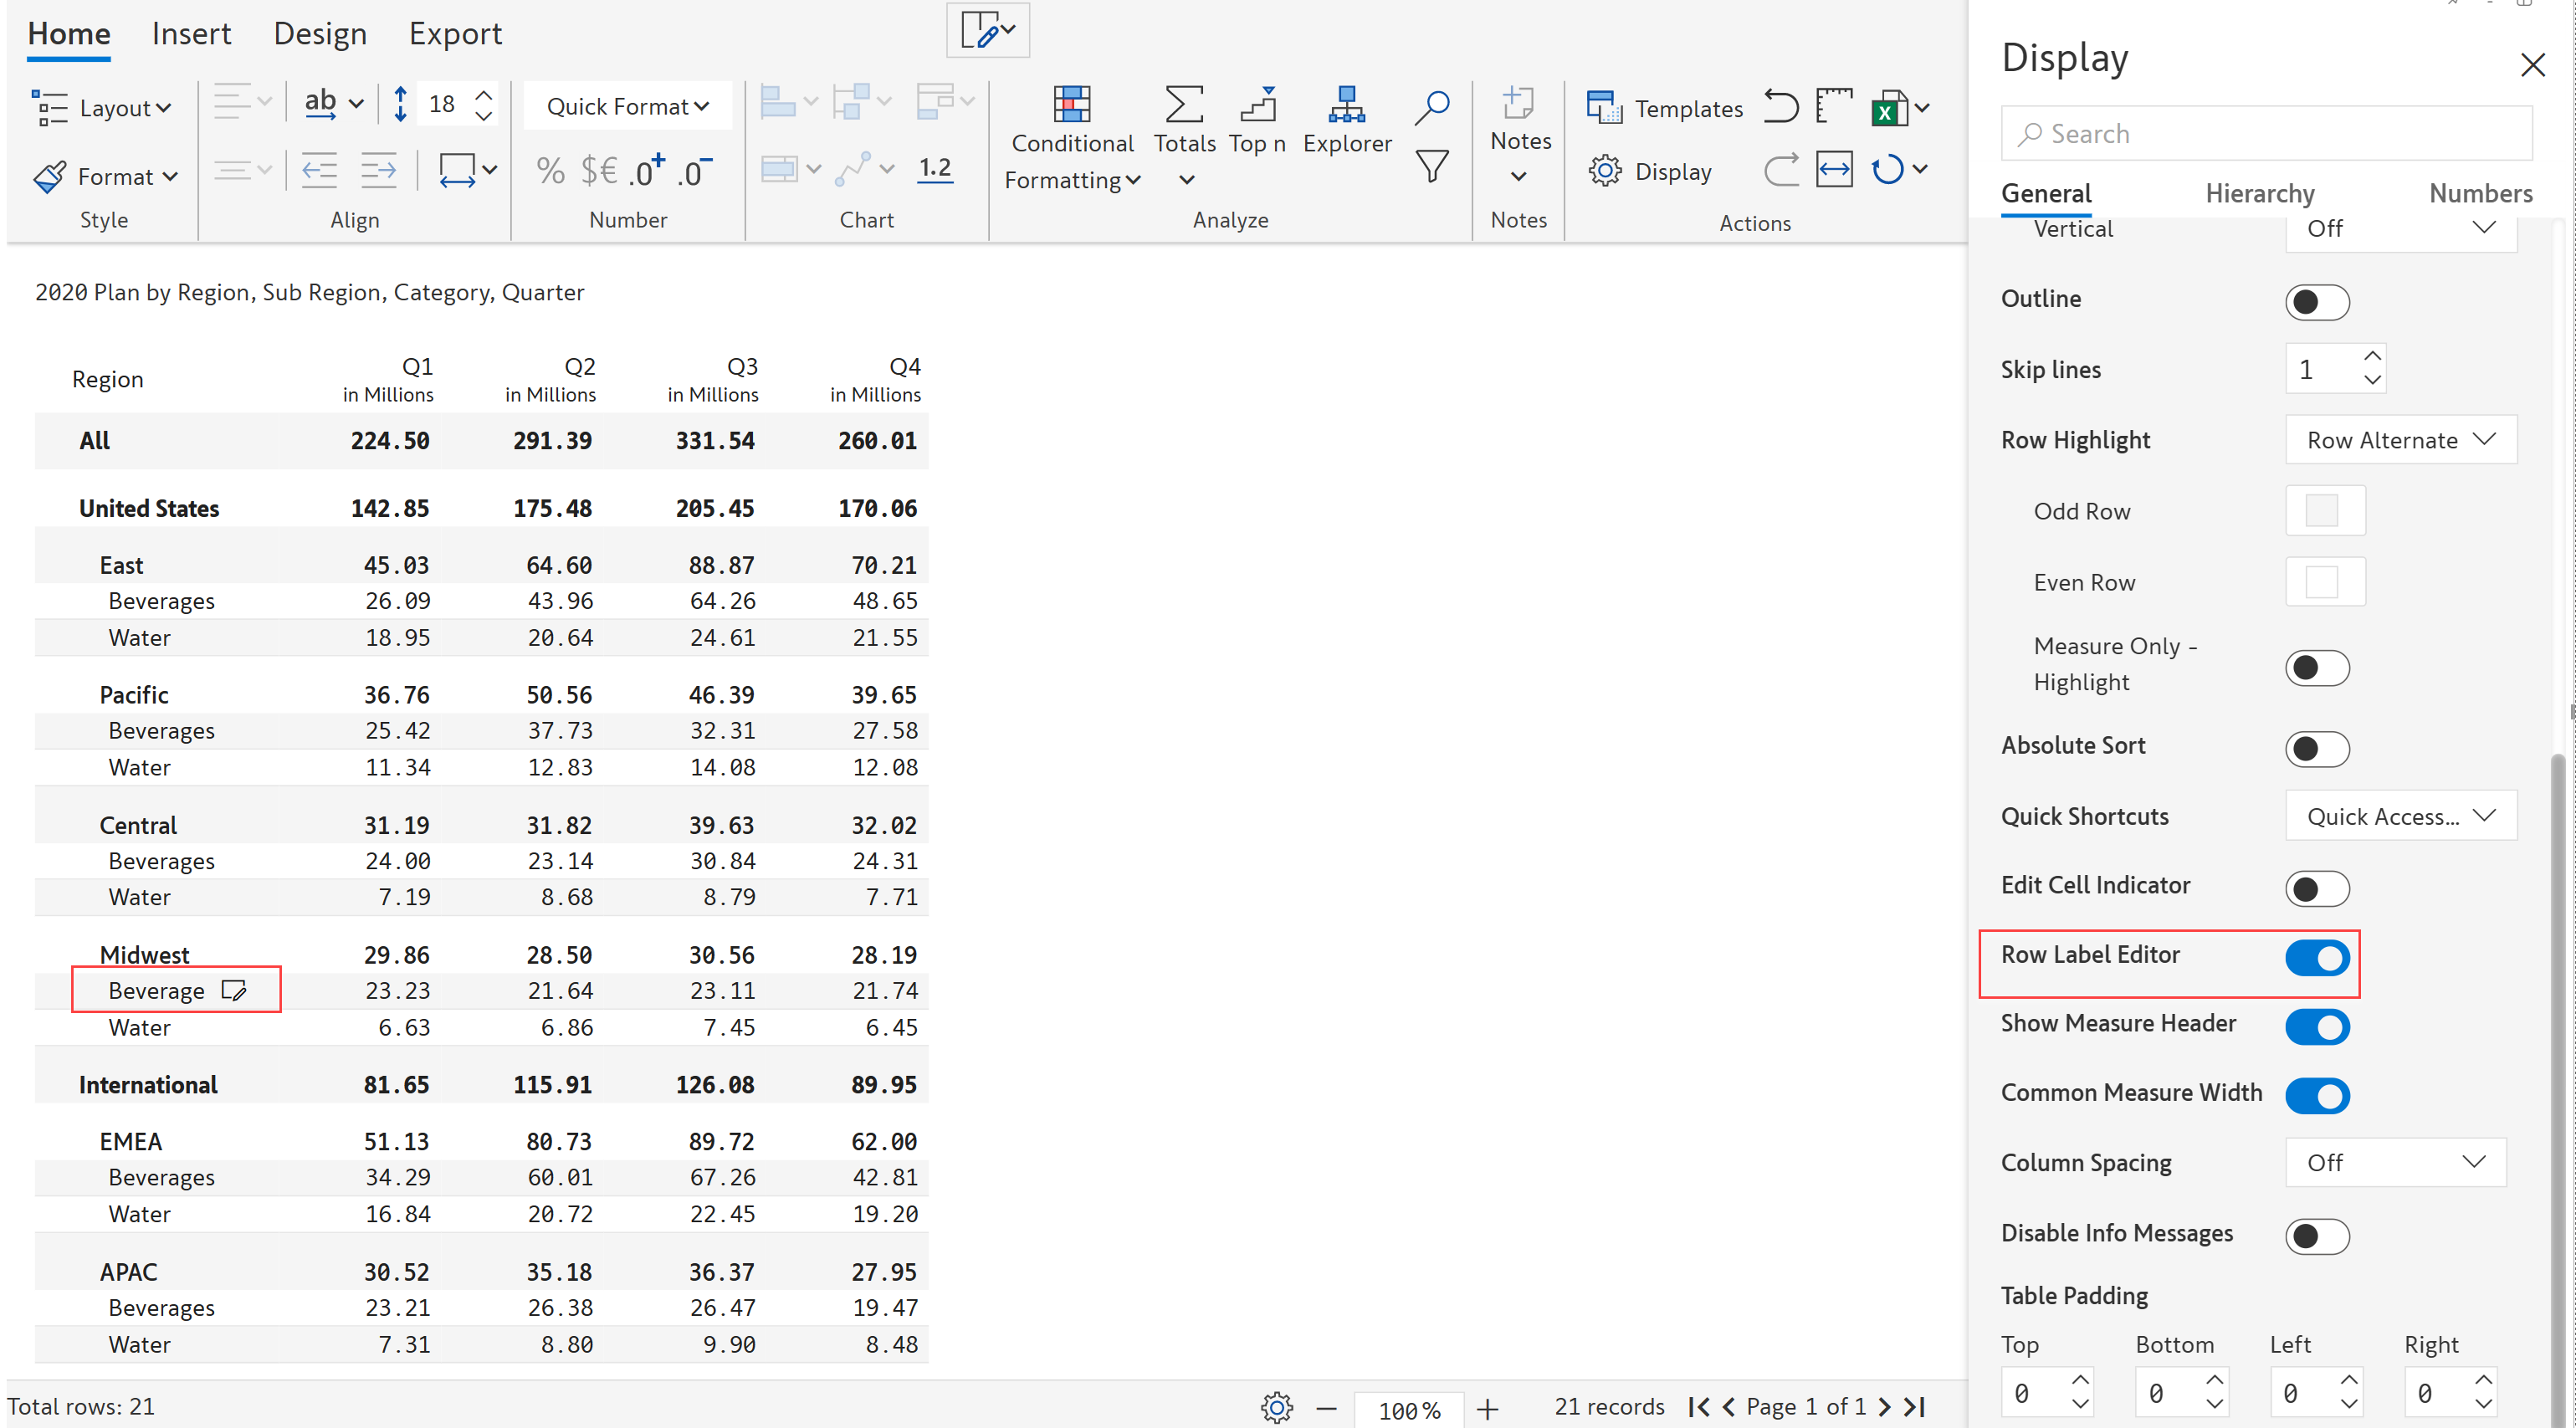 Home Insert Design Export
Layout ab 18 Quick Format Conditional Formatting Totals Top n Explorer Notes Templates
Format % $€ .0+ .0- 1.2 Display
Style Align Number Chart Analyze Notes Actions
2020 Plan by Region, Sub Region, Category, Quarter
Region Q1 Q2 Q3 Q4
in Millions in Millions in Millions in Millions
All 224.50 291.39 331.54 260.01
United States 142.85 175.48 205.45 170.06
East 45.03 64.60 88.87 70.21
Beverages 26.09 43.96 64.26 48.65
Water 18.95 20.64 24.61 21.55
Pacific 36.76 50.56 46.39 39.65
Beverages 25.42 37.73 32.31 27.58
Water 11.34 12.83 14.08 12.08
Central 31.19 31.82 39.63 32.02
Beverages 24.00 23.14 30.84 24.31
Water 7.19 8.68 8.79 7.71
Midwest 29.86 28.50 30.56 28.19
Beverage 23.23 21.64 23.11 21.74
Water 6.63 6.86 7.45 6.45
International 81.65 115.91 126.08 89.95
EMEA 51.13 80.73 89.72 62.00
Beverages 34.29 60.01 67.26 42.81
Water 16.84 20.72 22.45 19.20
APAC 30.52 35.18 36.37 27.95
Beverages 23.21 26.38 26.47 19.47
Water 7.31 8.80 9.90 8.48
Total rows: 21 100% 21 records Page 1 of 1
Display
Search
General Hierarchy Numbers
Vertical Off
Outline
Skip lines 1
Row Highlight Row Alternate
Odd Row
Even Row
Measure Only -
Highlight
Absolute Sort
Quick Shortcuts Quick Access...
Edit Cell Indicator
Row Label Editor
Show Measure Header
Common Measure Width
Column Spacing Off
Disable Info Messages
Table Padding
Top Bottom Left Right
0 0 0 0